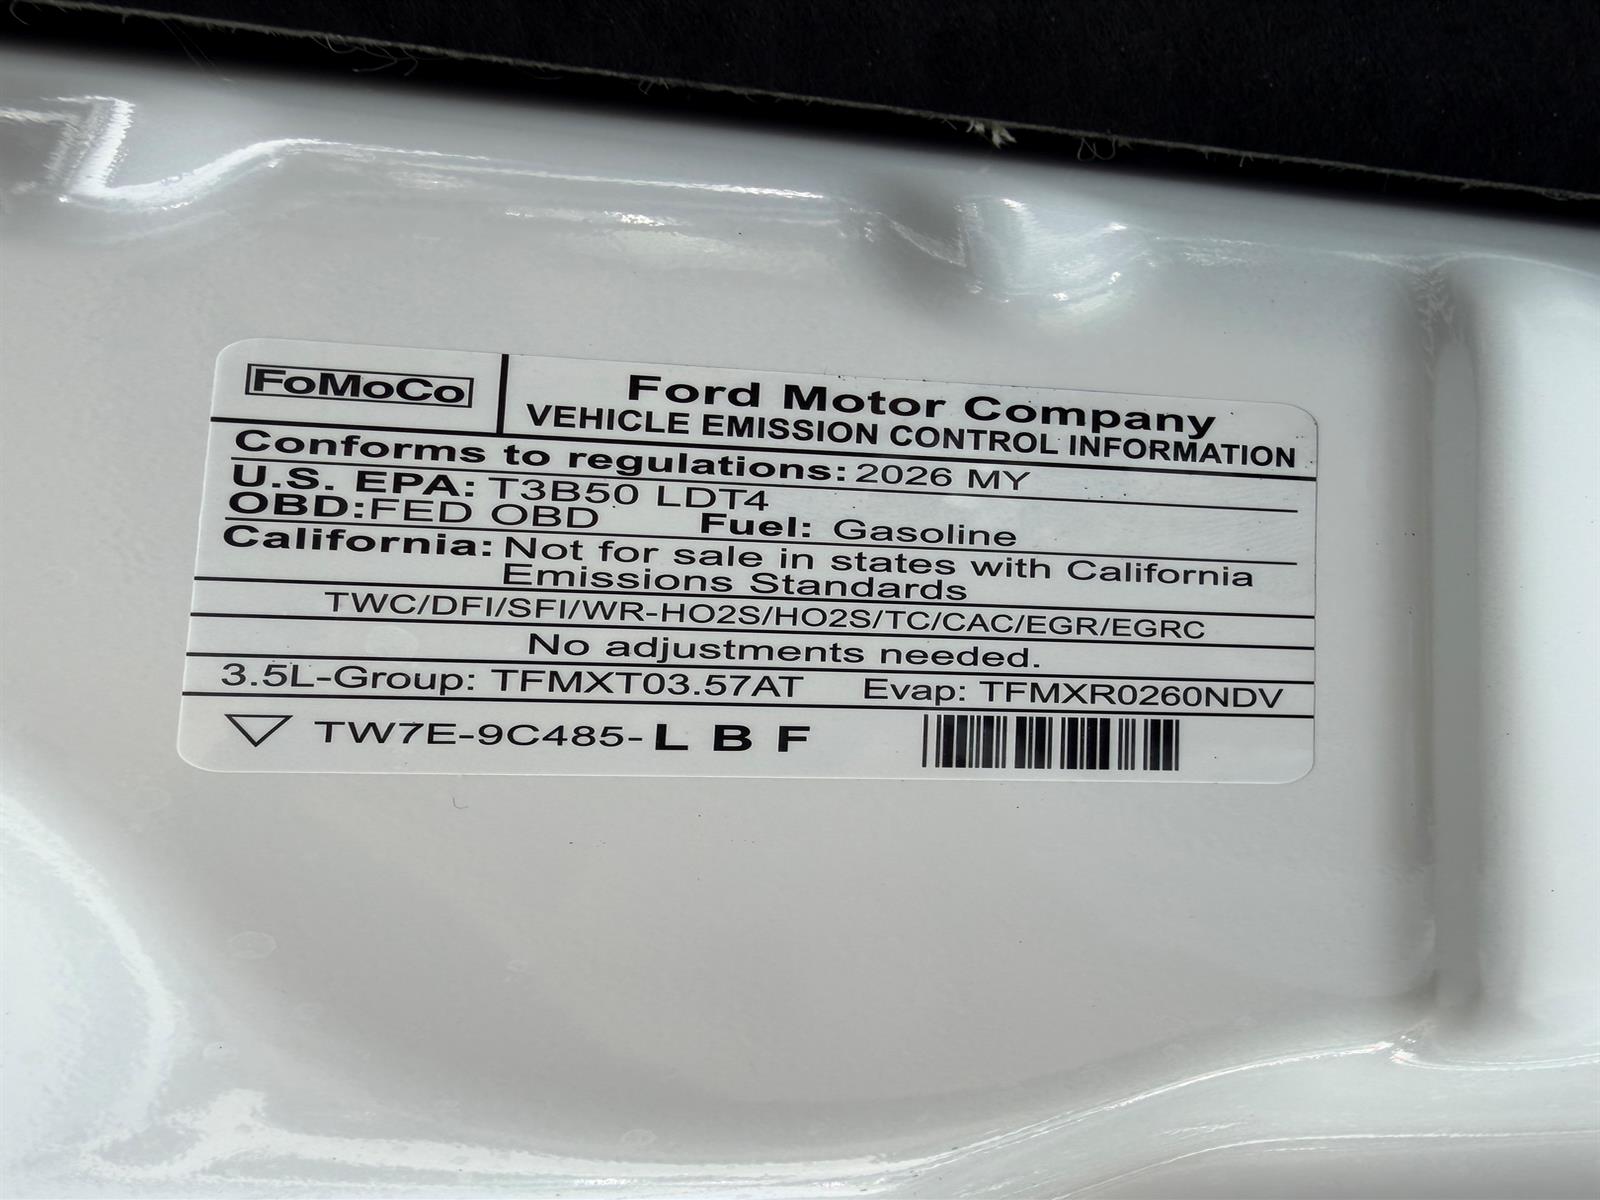 FoMoCo
Ford Motor Company
VEHICLE EMISSION CONTROL INFORMATION
Conforms to regulations: 2026 MY
U.S. EPA: T3B50 LDT4
OBD: FED OBD Fuel: Gasoline
California: Not for sale in states with California
Emissions Standards
TWC/DFI/SFI/WR-HO2S/HO2S/TC/CAC/EGR/EGRC
No adjustments needed.
3.5L-Group: TFMXT03.57AT Evap: TFMXR0260NDV
TW7E-9C485-L B F